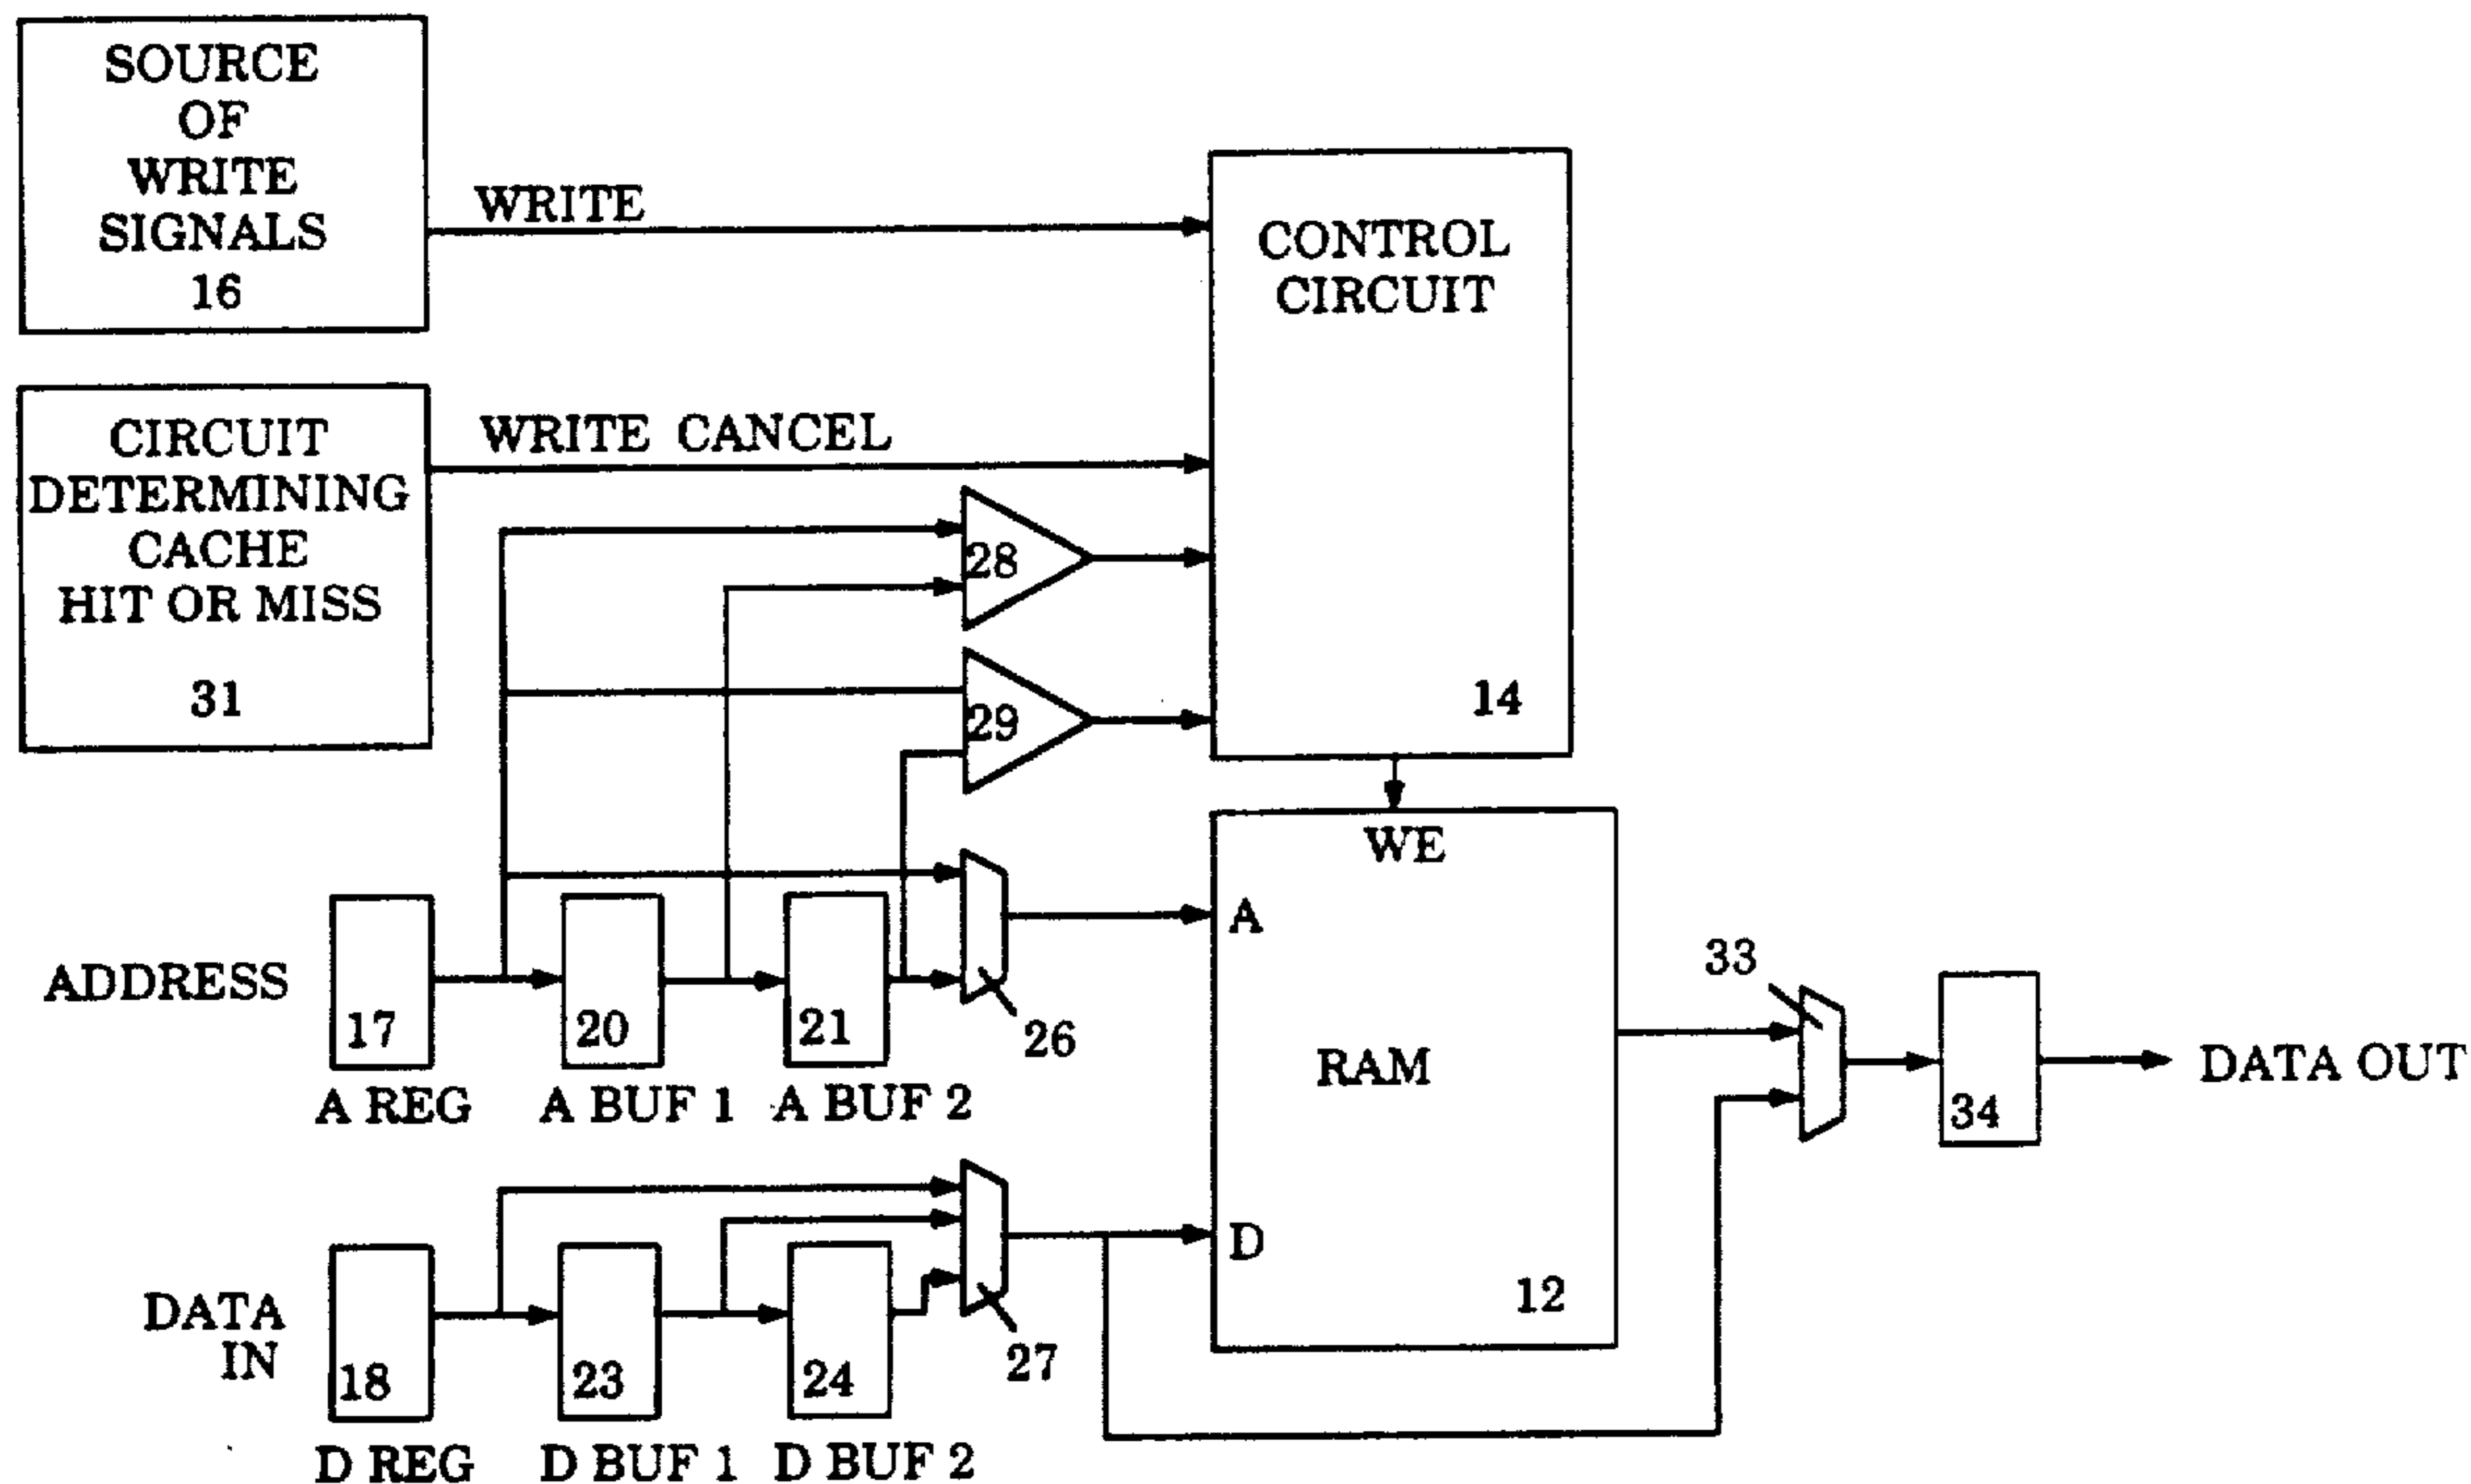 SOURCE
OF
WRITE
SIGNALS
16
WRITE
CONTROL
CIRCUIT
14
CIRCUIT
DETERMINING
CACHE
HIT OR MISS
31
WRITE CANCEL
28
29
WE
A
RAM
D
12
ADDRESS
17
A REG
20
A BUF 1
21
A BUF 2
26
33
34
DATA OUT
DATA
IN
18
D REG
23
D BUF 1
24
D BUF 2
27